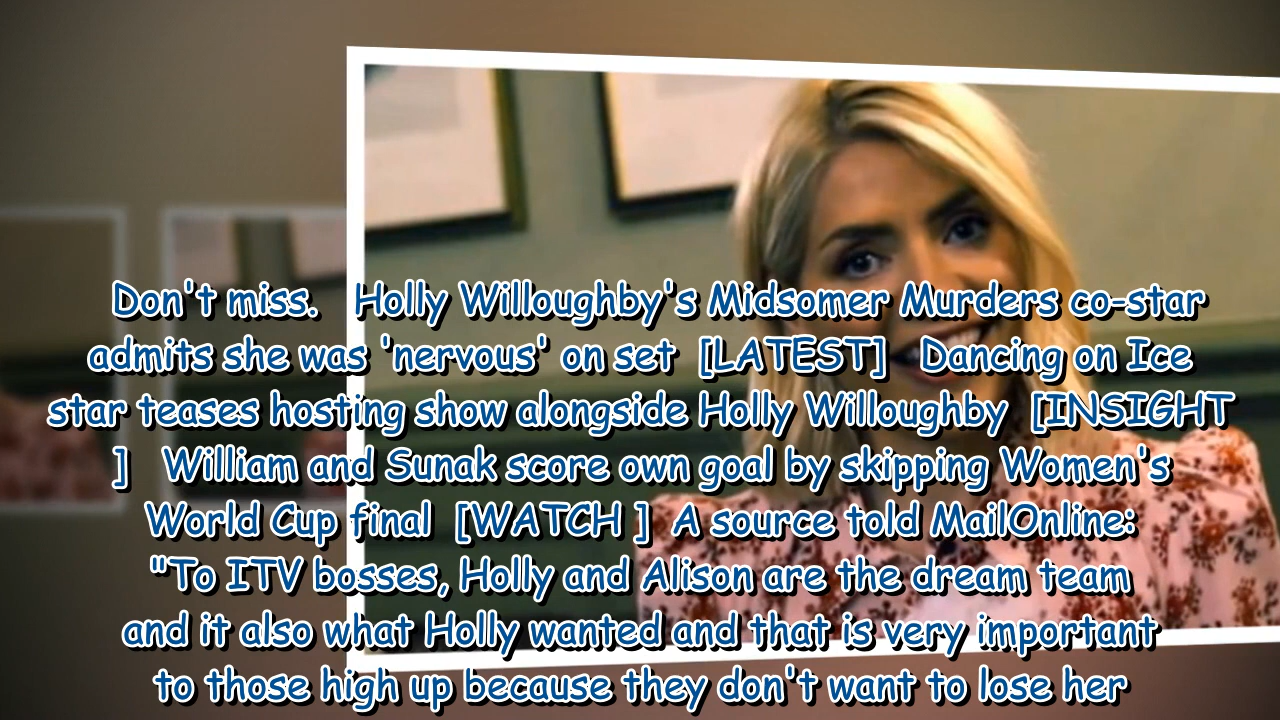 Don't miss. Holly Willoughby's Midsomer Murders co-star
admits she was 'nervous' on set [LATEST] Dancing on Ice
star teases hosting show alongside Holly Willoughby [INSIGHT
] William and Sunak score own goal by skipping Women's
World Cup final [WATCH ] A source told MailOnline:
"To ITV bosses, Holly and Alison are the dream team
and it also what Holly wanted and that is very important
to those high up because they don't want to lose her